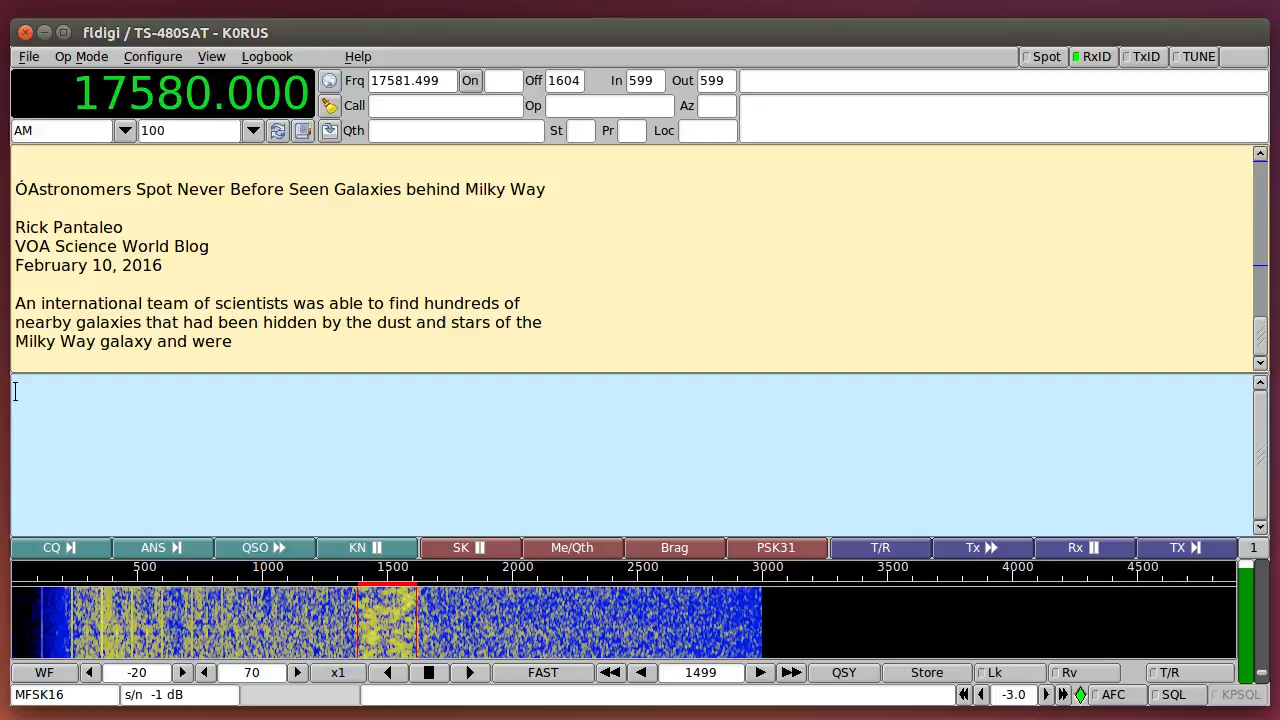 fldigi / TS-480SAT - K0RUS
File Op Mode Configure View Logbook Help Spot RxID TxID TUNE
17580.000 Frq 17581.499 On Off 1604 In 599 Out 599
Call Op Az
AM 100 Qth St Pr Loc
ÓAstronomers Spot Never Before Seen Galaxies behind Milky Way
Rick Pantaleo
VOA Science World Blog
February 10, 2016
An international team of scientists was able to find hundreds of
nearby galaxies that had been hidden by the dust and stars of the
Milky Way galaxy and were
CQ ANS QSO KN SK Me/Qth Brag PSK31 T/R Tx Rx TX 1
500 1000 1500 2000 2500 3000 3500 4000 4500
WF -20 70 x1 FAST 1499 QSY Store Lk Rv T/R
MFSK16 s/n -1 dB -3.0 AFC SQL KPSQL